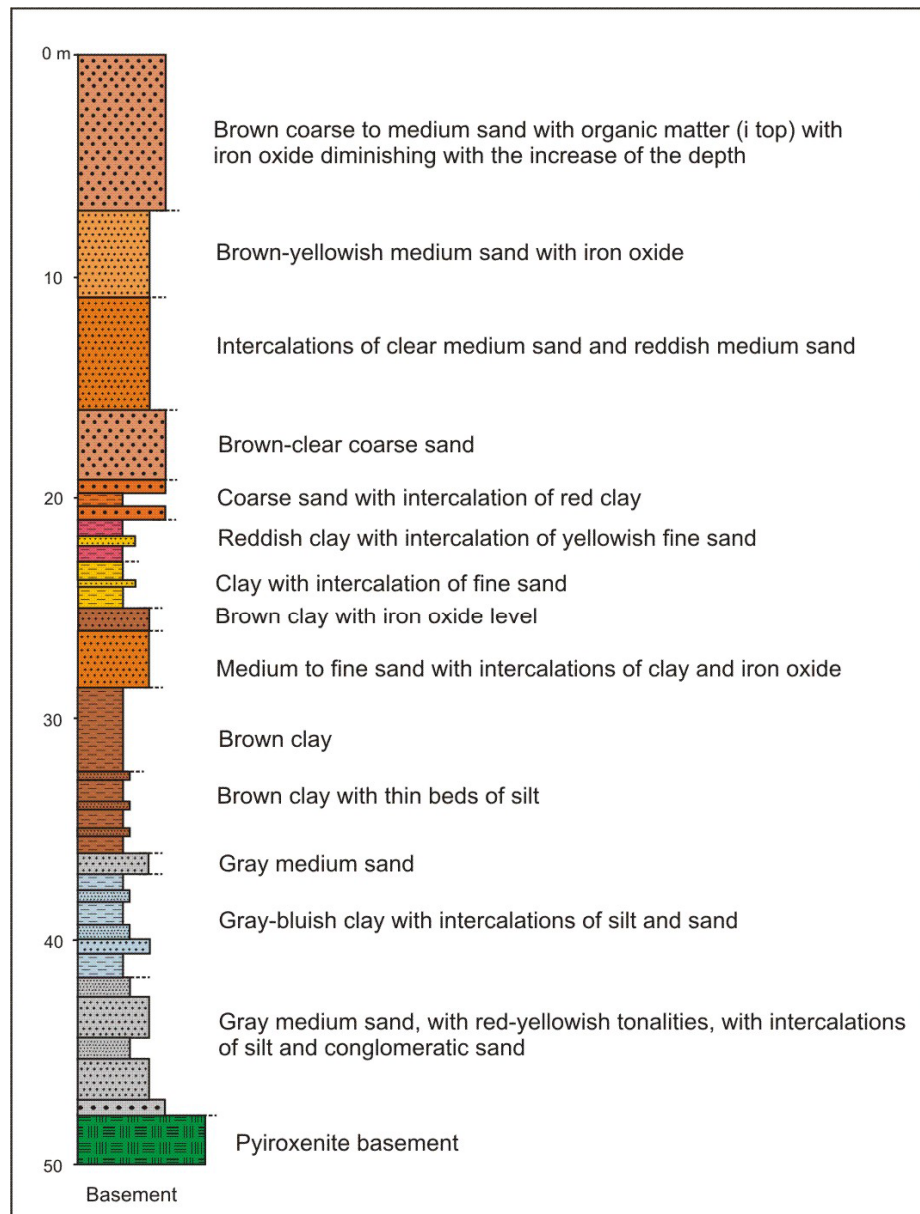 0 m
Brown coarse to medium sand with organic matter (i top) with
iron oxide diminishing with the increase of the depth
Brown-yellowish medium sand with iron oxide
10
Intercalations of clear medium sand and reddish medium sand
Brown-clear coarse sand
20
Coarse sand with intercalation of red clay
Reddish clay with intercalation of yellowish fine sand
Clay with intercalation of fine sand
Brown clay with iron oxide level
Medium to fine sand with intercalations of clay and iron oxide
30
Brown clay
Brown clay with thin beds of silt
Gray medium sand
Gray-bluish clay with intercalations of silt and sand
40
Gray medium sand, with red-yellowish tonalities, with intercalations
of silt and conglomeratic sand
Pyiroxenite basement
50
Basement